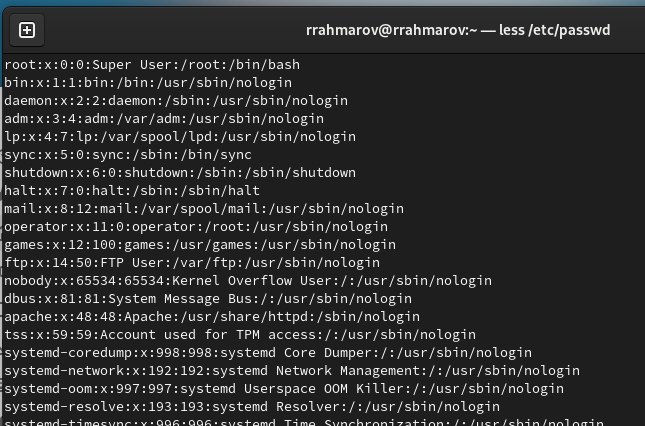 rrahmarov@rrahmarov:~ — less /etc/passwd
root:x:0:0:Super User:/root:/bin/bash
bin:x:1:1:bin:/bin:/usr/sbin/nologin
daemon:x:2:2:daemon:/sbin:/usr/sbin/nologin
adm:x:3:4:adm:/var/adm:/usr/sbin/nologin
lp:x:4:7:lp:/var/spool/lpd:/usr/sbin/nologin
sync:x:5:0:sync:/sbin:/bin/sync
shutdown:x:6:0:shutdown:/sbin:/sbin/shutdown
halt:x:7:0:halt:/sbin:/sbin/halt
mail:x:8:12:mail:/var/spool/mail:/usr/sbin/nologin
operator:x:11:0:operator:/root:/usr/sbin/nologin
games:x:12:100:games:/usr/games:/usr/sbin/nologin
ftp:x:14:50:FTP User:/var/ftp:/usr/sbin/nologin
nobody:x:65534:65534:Kernel Overflow User:/:/usr/sbin/nologin
dbus:x:81:81:System Message Bus:/:/usr/sbin/nologin
apache:x:48:48:Apache:/usr/share/httpd:/sbin/nologin
tss:x:59:59:Account used for TPM access:/:/usr/sbin/nologin
systemd-coredump:x:998:998:systemd Core Dumper:/:/usr/sbin/nologin
systemd-network:x:192:192:systemd Network Management:/:/usr/sbin/nologin
systemd-oom:x:997:997:systemd Userspace OOM Killer:/:/usr/sbin/nologin
systemd-resolve:x:193:193:systemd Resolver:/:/usr/sbin/nologin
systemd-timesync:x:996:996:systemd Time Synchronization:/:/usr/sbin/nologin